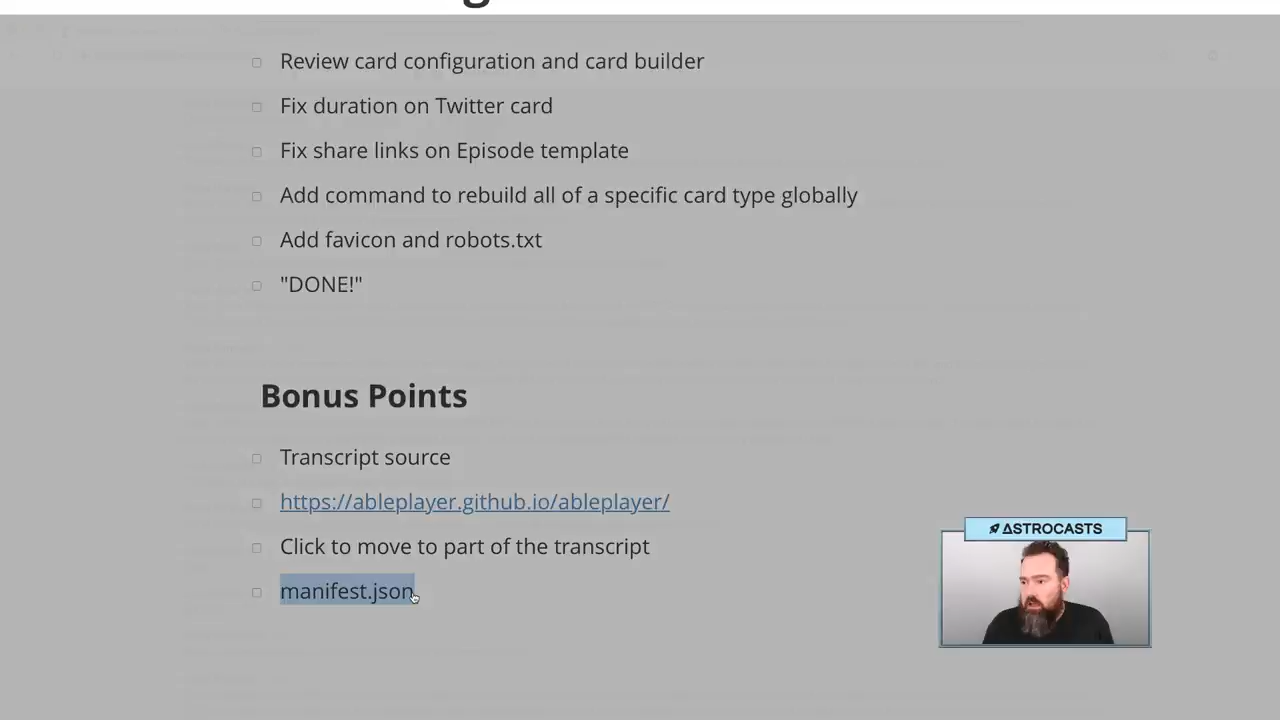 Review card configuration and card builder
Fix duration on Twitter card
Fix share links on Episode template
Add command to rebuild all of a specific card type globally
Add favicon and robots.txt
"DONE!"
Bonus Points
Transcript source
https://ableplayer.github.io/ableplayer/
Click to move to part of the transcript
manifest.json
ASTROCASTS